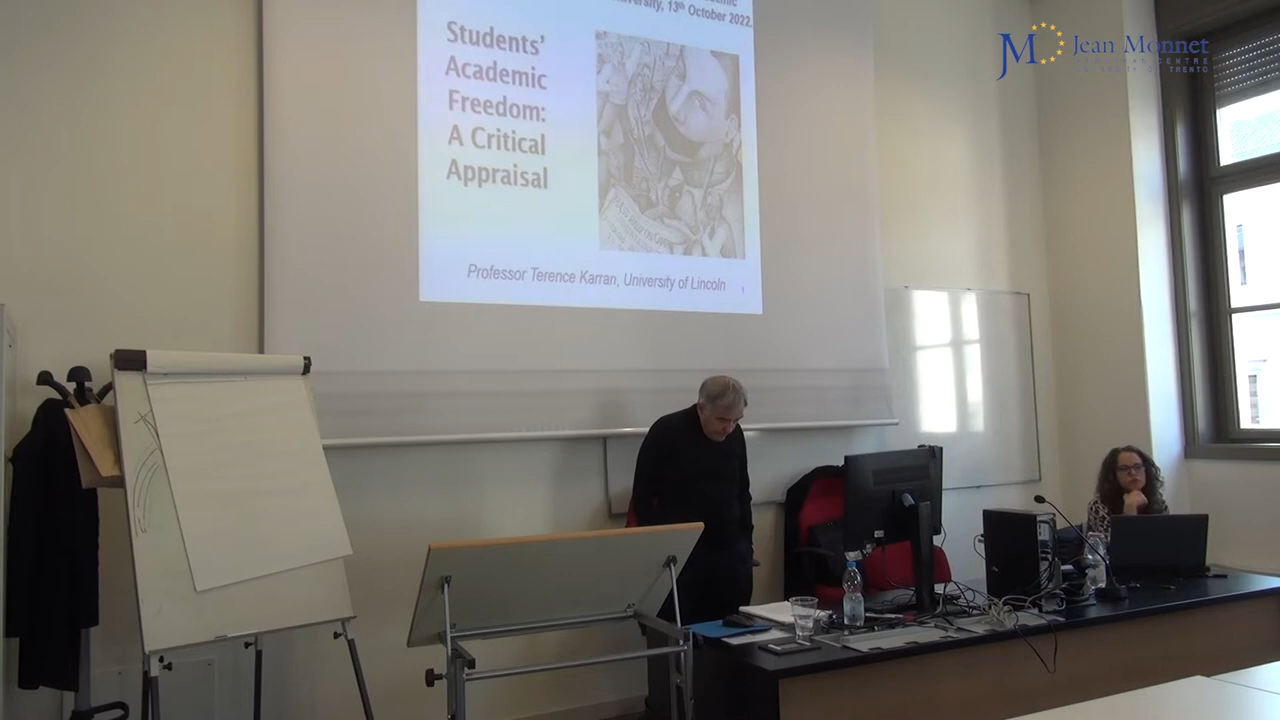 University, 13th October 2022.
Students'
Academic
Freedom:
A Critical
Appraisal
Professor Terence Karran, University of Lincoln
1
Jean Monnet